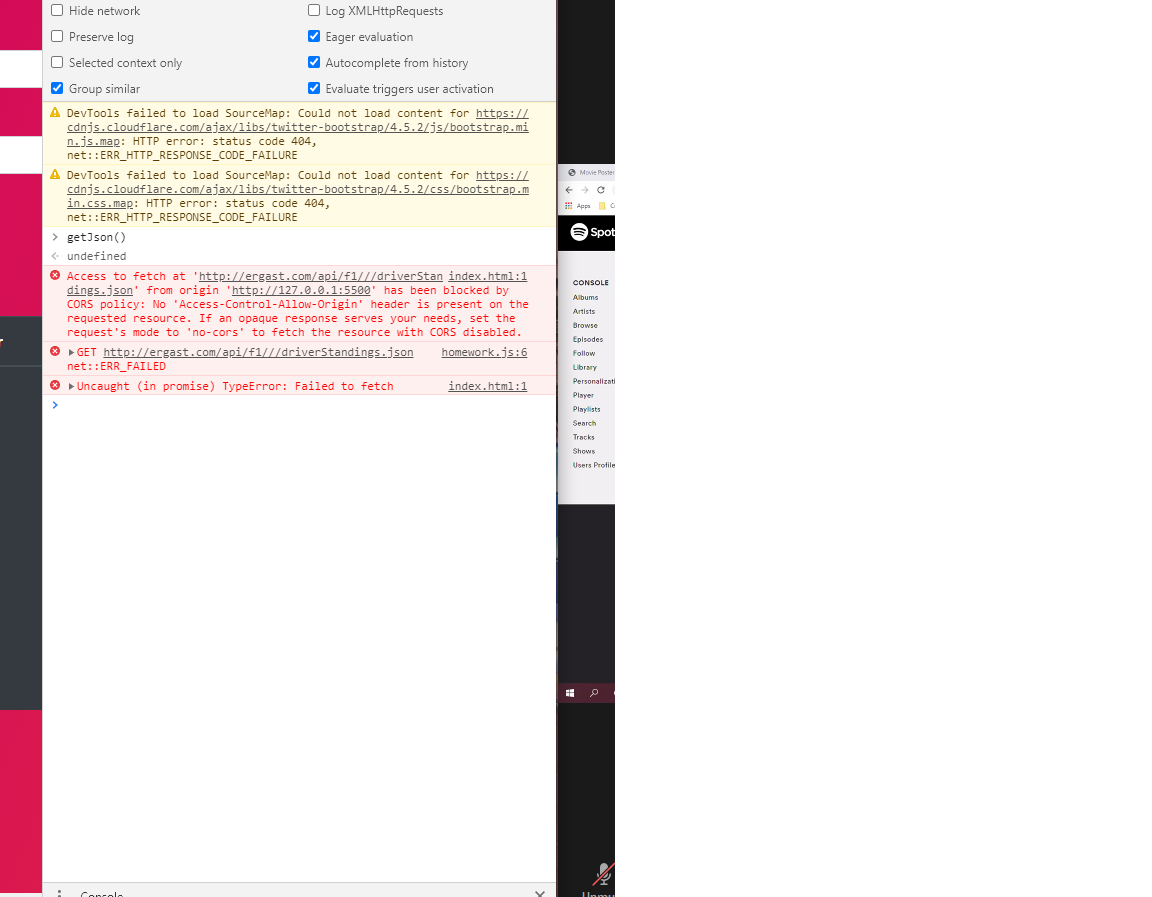 Hide network
Log XMLHttpRequests
Preserve log
Eager evaluation
Selected context only
Autocomplete from history
Group similar
Evaluate triggers user activation
DevTools failed to load SourceMap: Could not load content for https://
cdnjs.cloudflare.com/ajax/libs/twitter-bootstrap/4.5.2/js/bootstrap.mi
n.js.map: HTTP error: status code 404,
net::ERR_HTTP_RESPONSE_CODE_FAILURE
DevTools failed to load SourceMap: Could not load content for https://
cdnjs.cloudflare.com/ajax/libs/twitter-bootstrap/4.5.2/css/bootstrap.m
in.css.map: HTTP error: status code 404,
net::ERR_HTTP_RESPONSE_CODE_FAILURE
> getJson()
undefined
Access to fetch at 'http://ergast.com/api/f1///driverStan index.html:1
dings.json' from origin 'http://127.0.0.1:5500' has been blocked by
CORS policy: No 'Access-Control-Allow-Origin' header is present on the
requested resource. If an opaque response serves your needs, set the
request's mode to 'no-cors' to fetch the resource with CORS disabled.
GET http://ergast.com/api/f1///driverStandings.json homework.js:6
net::ERR_FAILED
Uncaught (in promise) TypeError: Failed to fetch index.html:1
>
Console
Movie Poster
Apps
Spot
CONSOLE
Albums
Artists
Browse
Episodes
Follow
Library
Personalizati
Player
Playlists
Search
Tracks
Shows
Users Profile